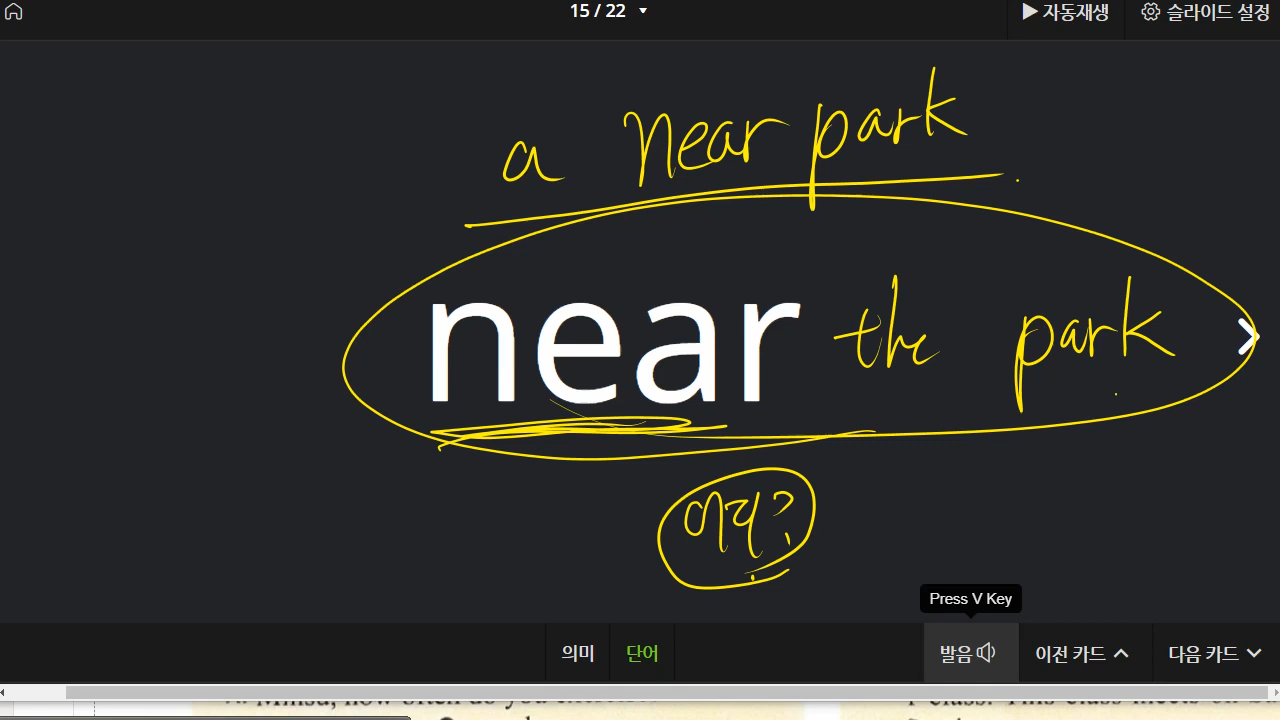 15 / 22
자동재생
슬라이드 설정
a near park
near the park
어디?
Press V Key
의미
단어
발음
이전 카드
다음 카드